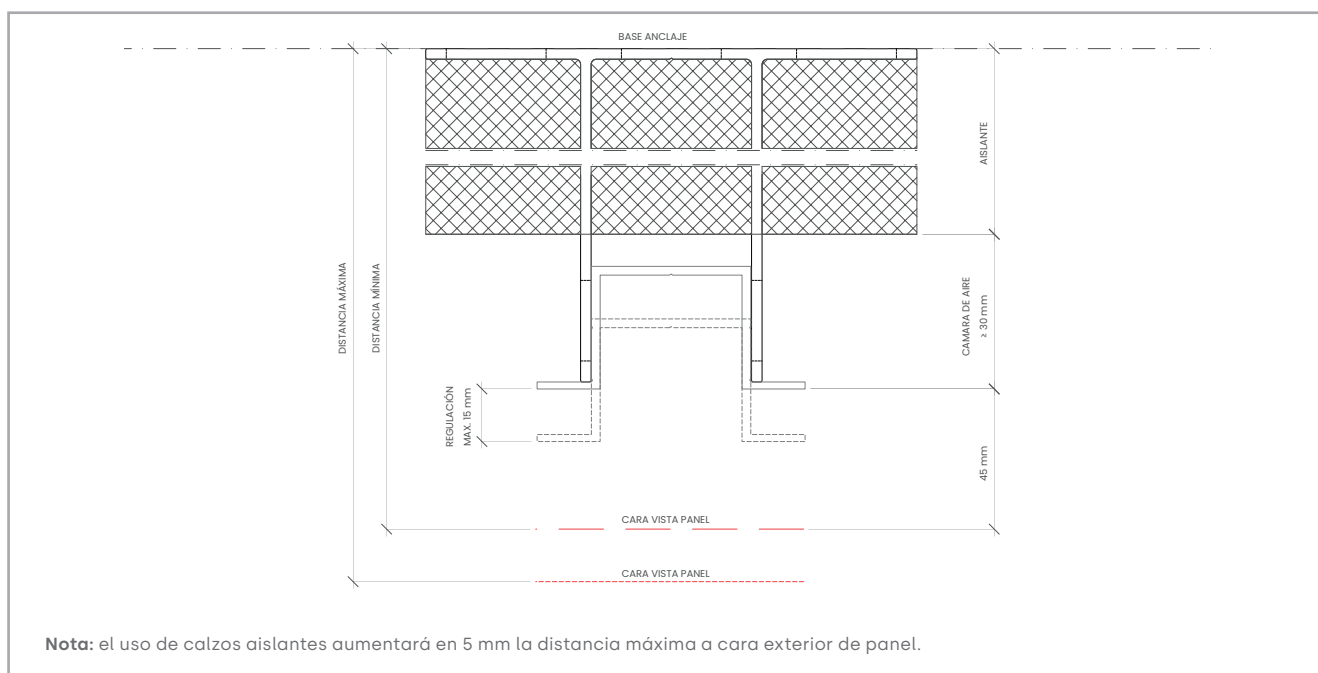 BASE ANCLAJE
AISLANTE
DISTANCIA MÁXIMA
DISTANCIA MÍNIMA
CAMARA DE AIRE
≥ 30 mm
REGULACIÓN
MAX. 15 mm
45 mm
CARA VISTA PANEL
CARA VISTA PANEL
Nota: el uso de calzos aislantes aumentará en 5 mm la distancia máxima a cara exterior de panel.